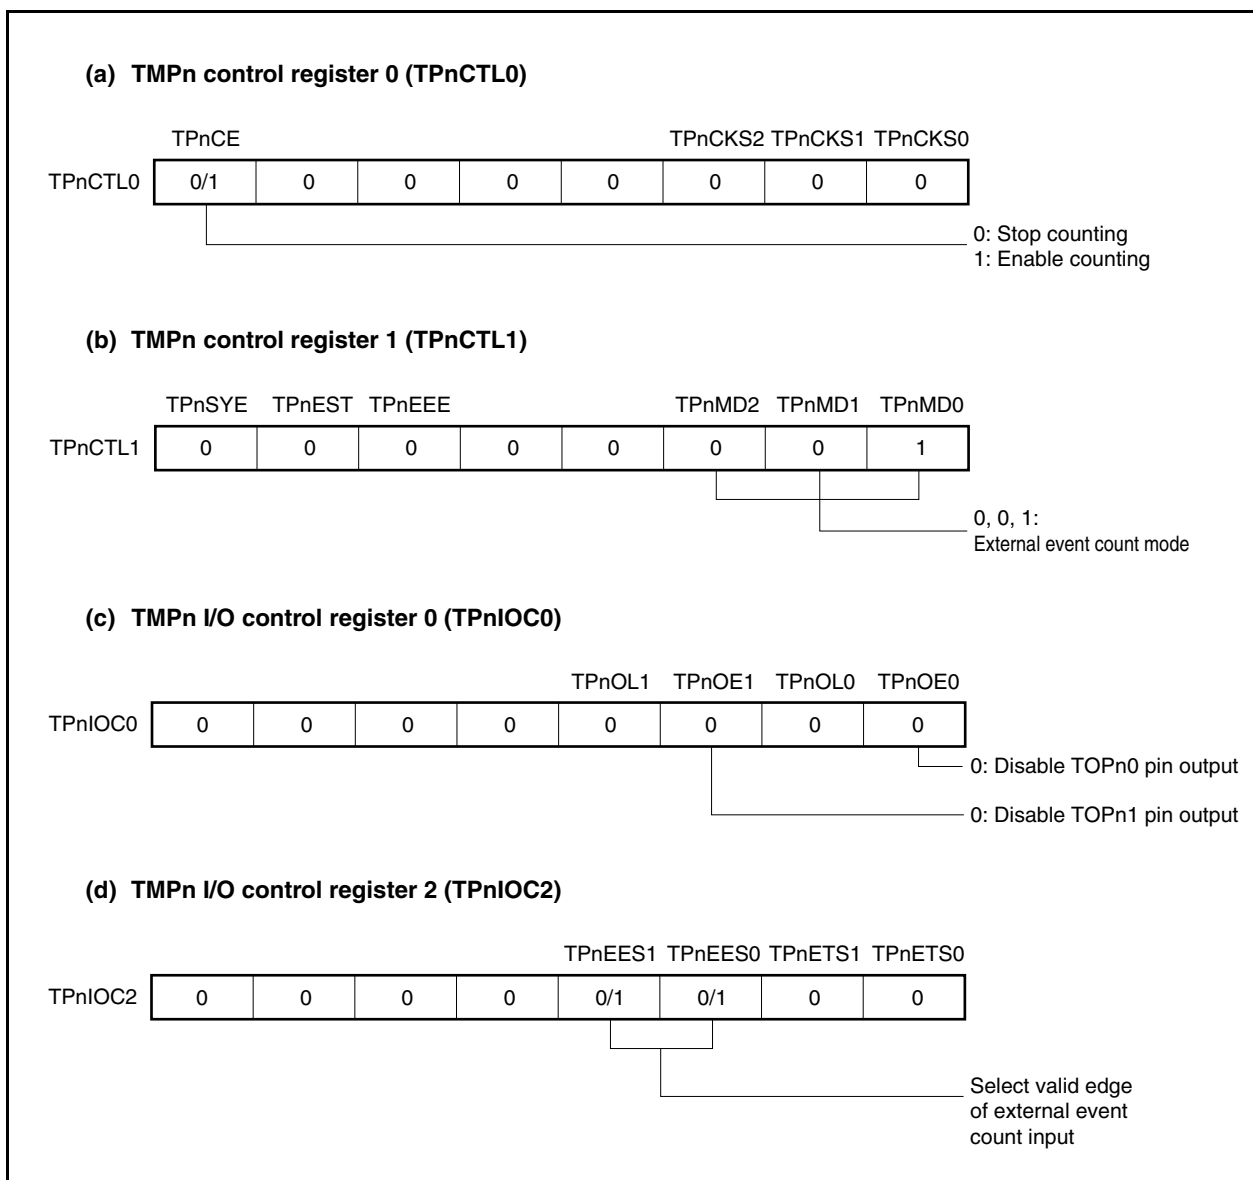 (a) TMPn control register 0 (TPnCTL0)
TPnCE TPnCKS2 TPnCKS1 TPnCKS0
TPnCTL0 0/1 0 0 0 0 0 0 0
0: Stop counting
1: Enable counting
(b) TMPn control register 1 (TPnCTL1)
TPnSYE TPnEST TPnEEE TPnMD2 TPnMD1 TPnMD0
TPnCTL1 0 0 0 0 0 0 0 1
0, 0, 1:
External event count mode
(c) TMPn I/O control register 0 (TPnIOC0)
TPnOL1 TPnOE1 TPnOL0 TPnOE0
TPnIOC0 0 0 0 0 0 0 0 0
0: Disable TOPn0 pin output
0: Disable TOPn1 pin output
(d) TMPn I/O control register 2 (TPnIOC2)
TPnEES1 TPnEES0 TPnETS1 TPnETS0
TPnIOC2 0 0 0 0 0/1 0/1 0 0
Select valid edge
of external event
count input